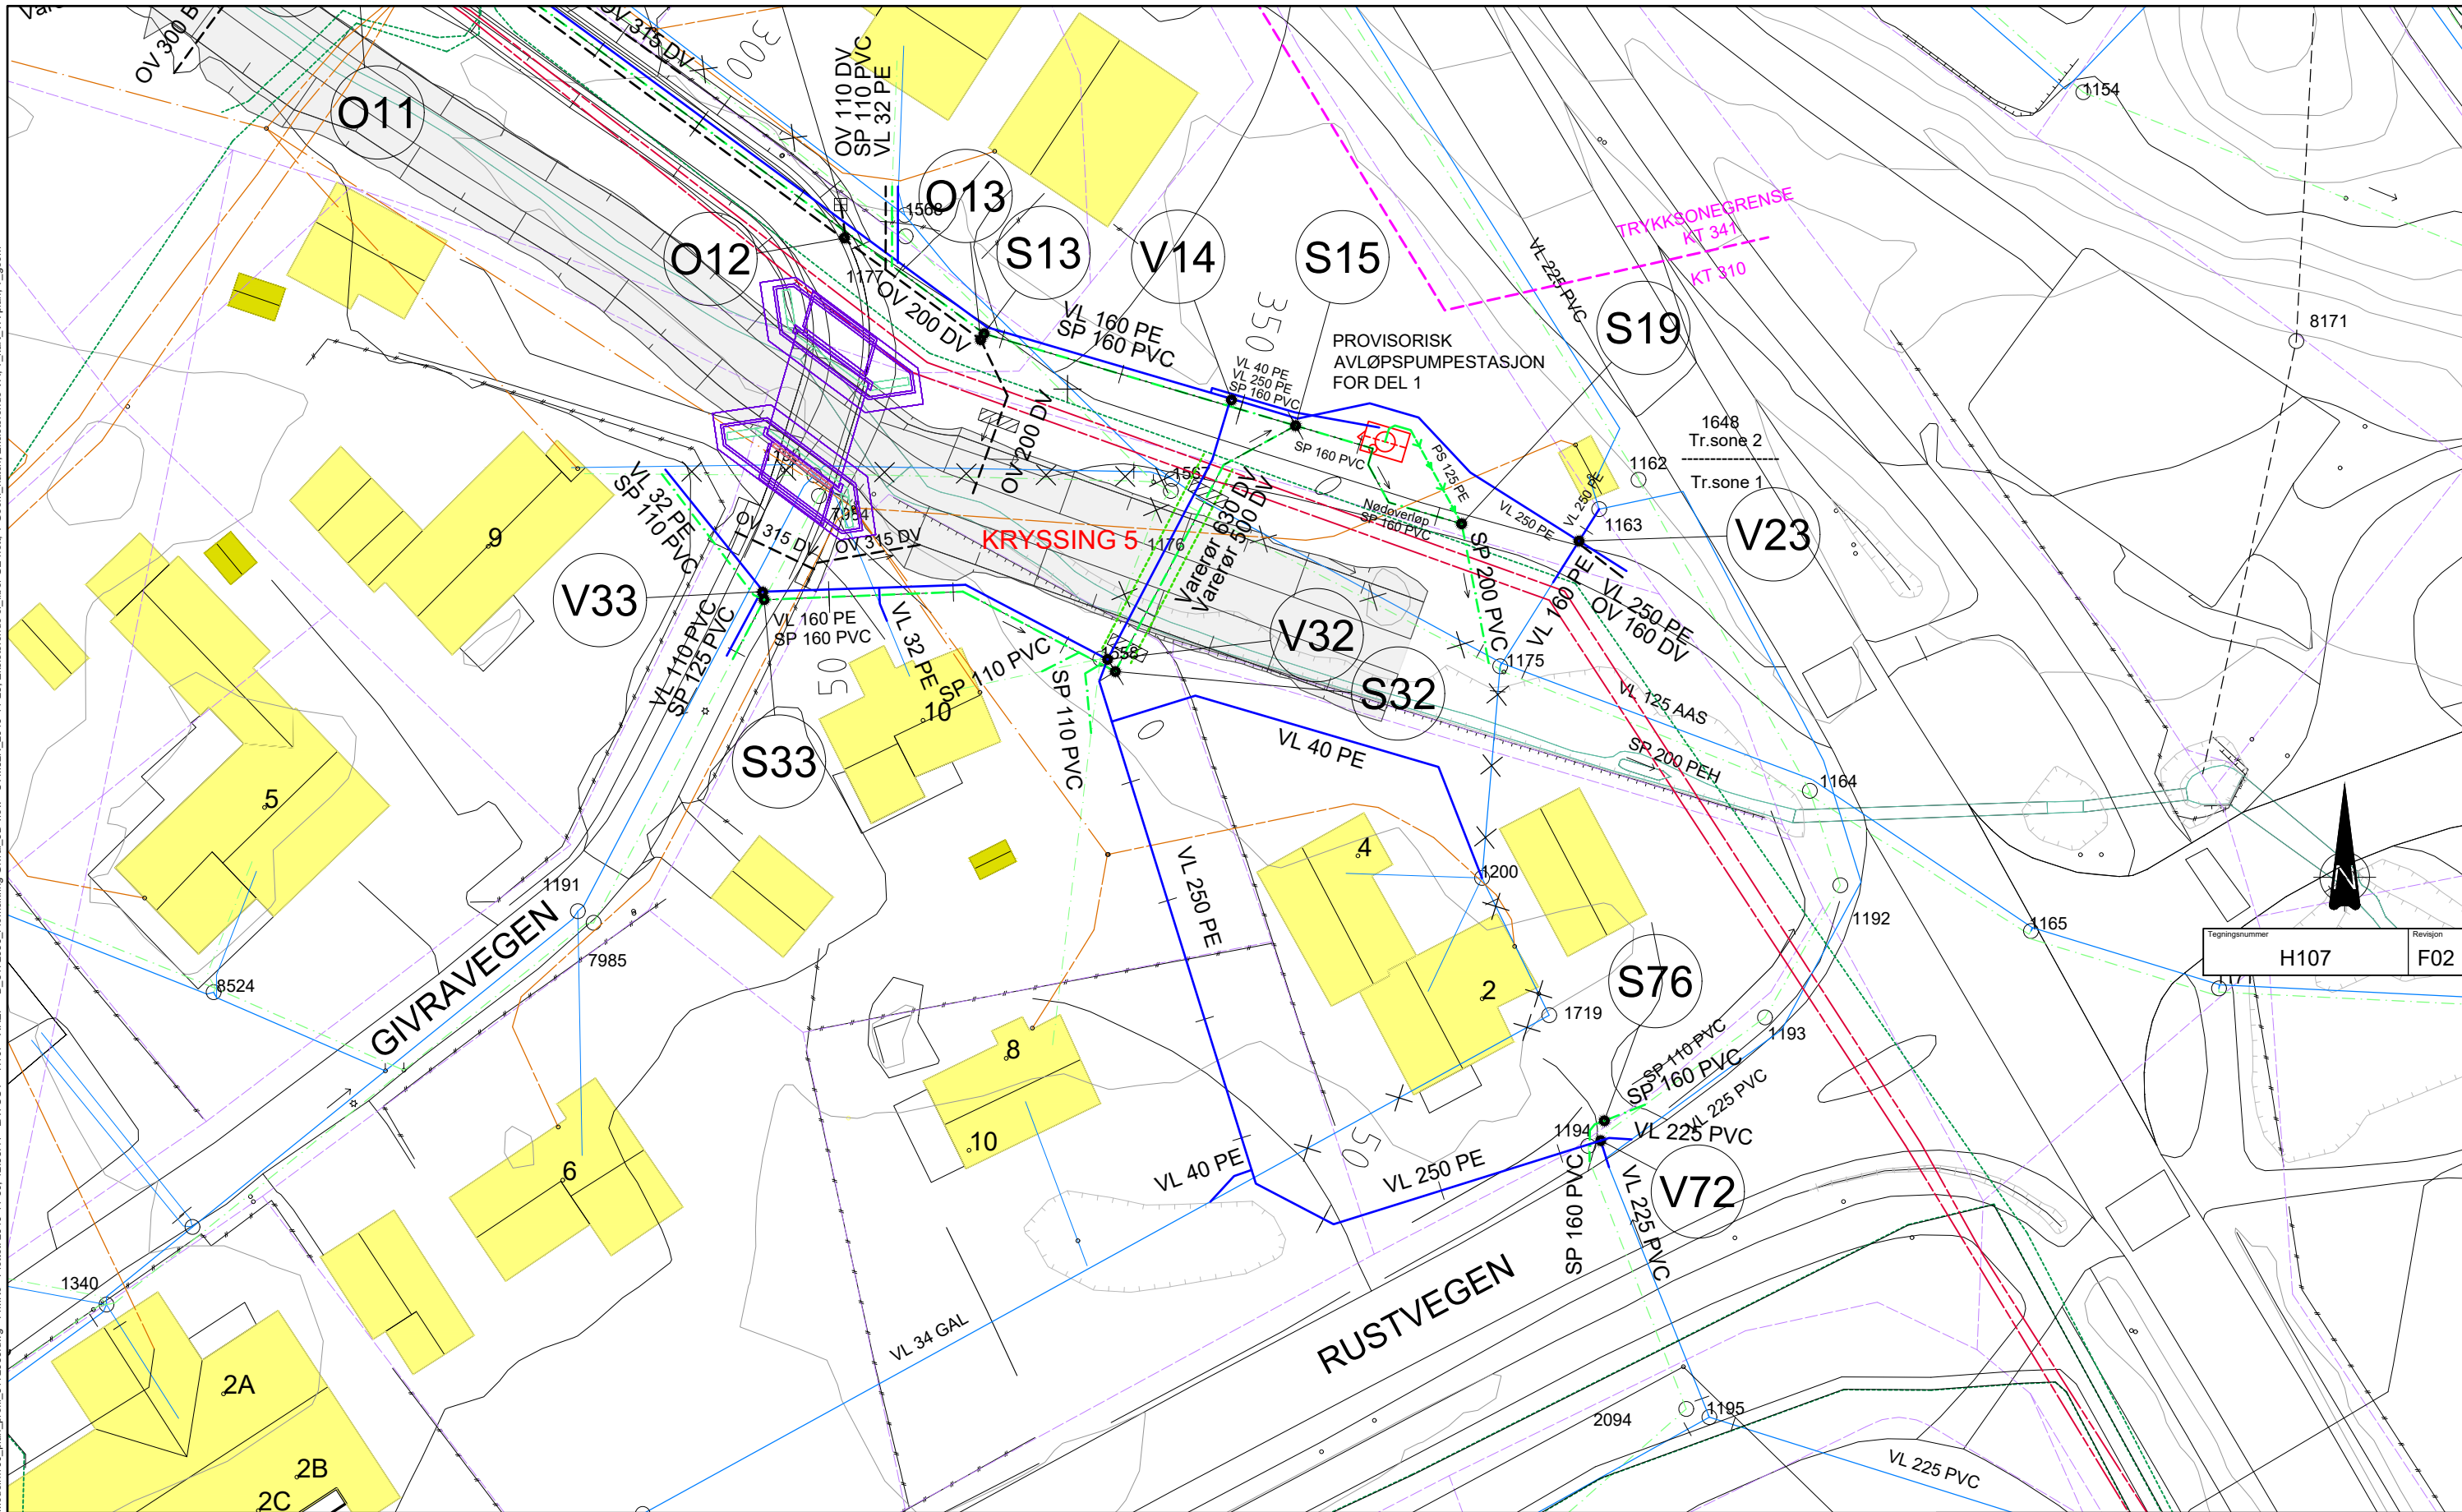 OV 300 B
O11
OV 315 DV
300
OV 110 DV
SP 110 PVC
VL 32 PE
O13
1568
S13
V14
S15
O12
1177
OV 200 DV
VL 160 PE
SP 160 PVC
350
VL 40 PE
VL 250 PE
SP 160 PVC
PROVISORISK
AVLØPSPUMPESTASJON
FOR DEL 1
TRYKKSONEGRENSE
KT 341
KT 310
VL 225 PVC
S19
1154
8171
1648
Tr.sone 2
Tr.sone 1
1162
1163
V23
SP 160 PVC
PS 125 PE
Nødoverløp
SP 160 PVC
VL 250 PE
VL 250 PE
OV 200 DV
VL 32 PE
SP 110 PVC
OV 315 DV
OV 315 DV
7984
KRYSSING 5
1176
Varerør 630 DV
Varerør 500 DV
SP 200 PVC
VL 160 PE
VL 250 PE
OV 160 DV
9
V33
VL 160 PE
SP 160 PVC
VL 110 PVC
SP 125 PVC
VL 32 PE
50
SP 110 PVC
SP 110 PVC
1558
V32
S32
1175
VL 125 AAS
SP 200 PEH
1164
S33
10
VL 40 PE
5
4
1200
VL 250 PE
1191
7985
8524
GIVRAVEGEN
1192
1165
1171
Tegningsnummer
Revisjon
H107
F02
N
S76
2
1719
1193
SP 110 PVC
SP 160 PVC
VL 225 PVC
1194
VL 225 PVC
8
10
6
50
VL 40 PE
VL 250 PE
SP 160 PVC
VL 225 PVC
V72
1340
VL 34 GAL
RUSTVEGEN
2A
2B
2C
2094
1195
VL 225 PVC